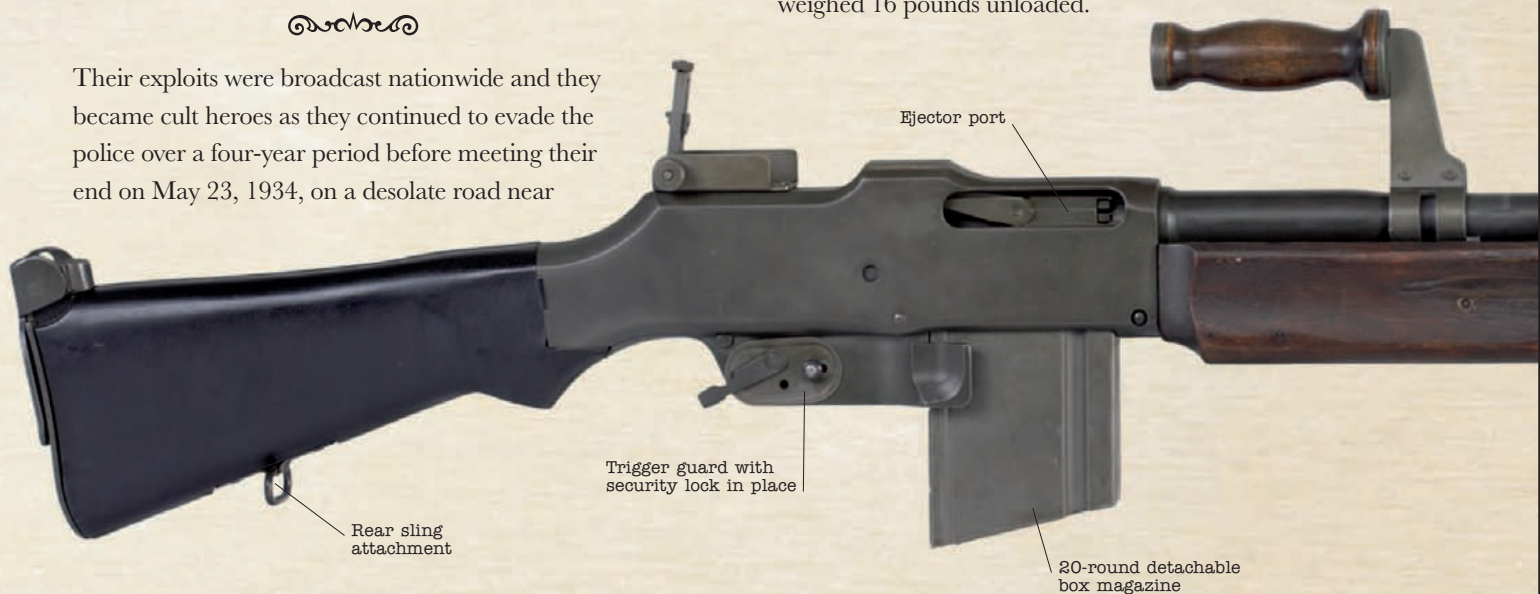 weighed 16 pounds unloaded.
Their exploits were broadcast nationwide and they
became cult heroes as they continued to evade the
police over a four-year period before meeting their
end on May 23, 1934, on a desolate road near
Ejector port
Trigger guard with
security lock in place
Rear sling
attachment
20-round detachable
box magazine